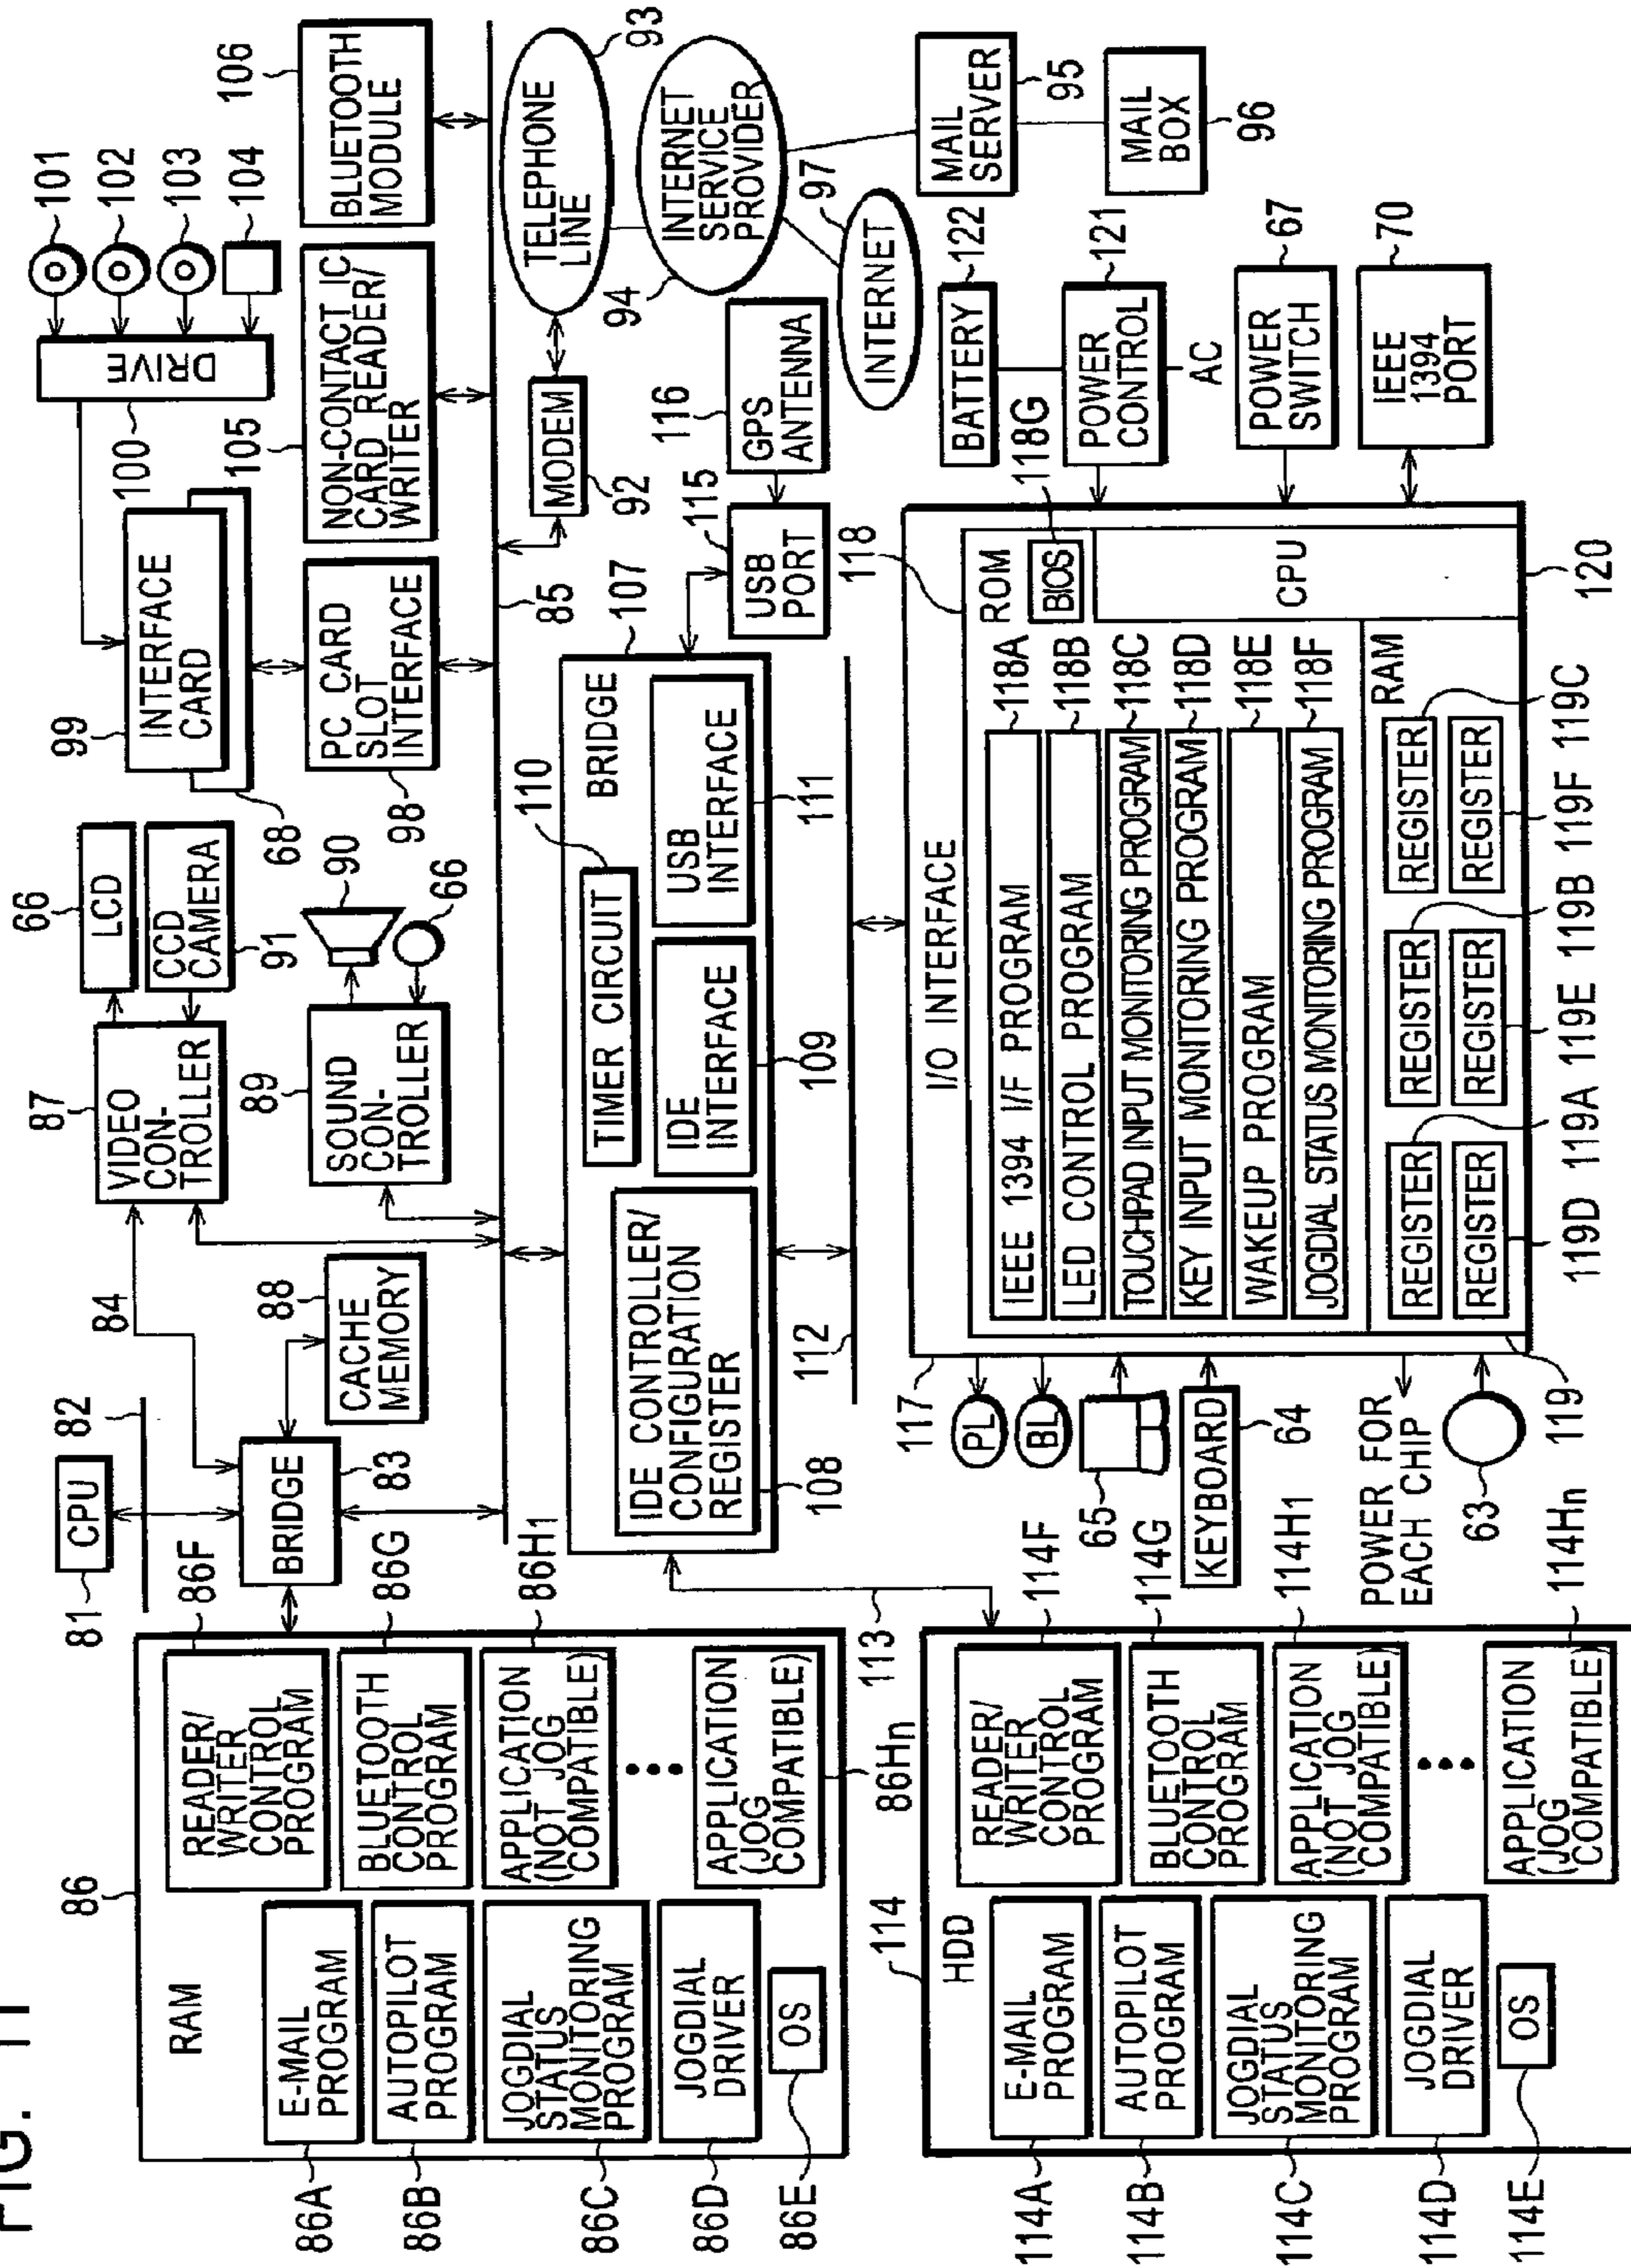 FIG. 11
86
RAM
86A
E-MAIL
PROGRAM
86B
AUTOPILOT
PROGRAM
86C
JOGDIAL
STATUS
MONITORING
PROGRAM
86D
JOGDIAL
DRIVER
86E
OS
86F
READER/
WRITER
CONTROL
PROGRAM
86G
BLUETOOTH
CONTROL
PROGRAM
86H1
APPLICATION
(NOT JOG
COMPATIBLE)
•••
APPLICATION
(JOG
COMPATIBLE)
86Hn
81
CPU
82
BRIDGE
83
84
88
CACHE
MEMORY
87
VIDEO
CON-
TROLLER
66
LCD
CCD
CAMERA
91
89
SOUND
CON-
TROLLER
90
66
99
INTERFACE
CARD
68
PC CARD
SLOT
INTERFACE
98
100
DRIVE
101
102
103
104
105
NON-CONTACT IC
CARD READER/
WRITER
106
BLUETOOTH
MODULE
85
MODEM
92
TELEPHONE
LINE
93
94
INTERNET
SERVICE
PROVIDER
MAIL
SERVER
95
MAIL
BOX
96
97
INTERNET
107
BRIDGE
IDE CONTROLLER/
CONFIGURATION
REGISTER
108
110
TIMER CIRCUIT
IDE
INTERFACE
109
USB
INTERFACE
111
115
USB
PORT
116
GPS
ANTENNA
112
113
114
HDD
114A
E-MAIL
PROGRAM
114B
AUTOPILOT
PROGRAM
114C
JOGDIAL
STATUS
MONITORING
PROGRAM
114D
JOGDIAL
DRIVER
114E
OS
114F
READER/
WRITER
CONTROL
PROGRAM
114G
BLUETOOTH
CONTROL
PROGRAM
114H1
APPLICATION
(NOT JOG
COMPATIBLE)
•••
APPLICATION
(JOG
COMPATIBLE)
114Hn
117
PL
BL
65
KEYBOARD
64
POWER FOR
EACH CHIP
63
I/O INTERFACE
118
ROM
IEEE 1394 I/F PROGRAM
118A
LED CONTROL PROGRAM
118B
TOUCHPAD INPUT MONITORING PROGRAM
118C
KEY INPUT MONITORING PROGRAM
118D
WAKEUP PROGRAM
118E
JOGDIAL STATUS MONITORING PROGRAM
118F
BIOS
118G
CPU
120
RAM
REGISTER REGISTER REGISTER
REGISTER REGISTER REGISTER
119 119D 119A 119E 119B 119F 119C
BATTERY
122
POWER
CONTROL
121
AC
POWER
SWITCH
67
IEEE
1394
PORT
70